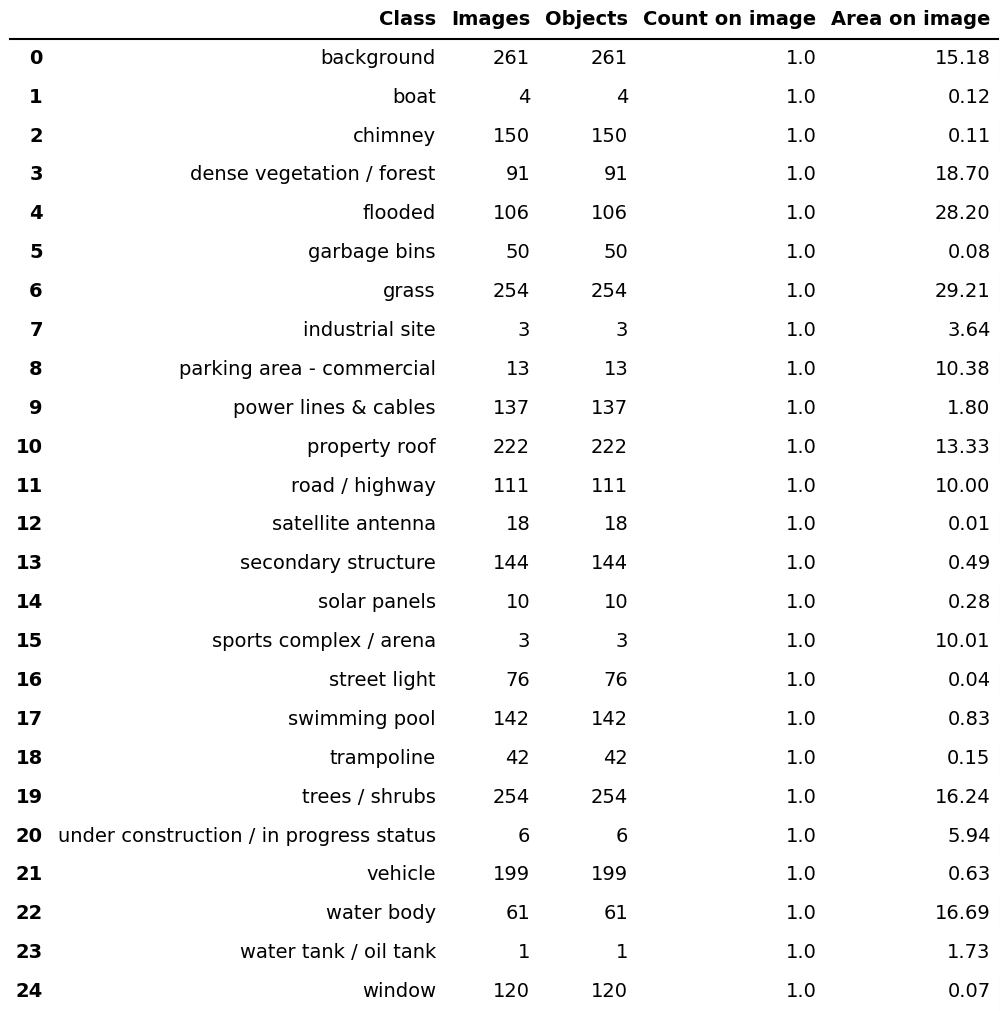 Class Images Objects Count on image Area on image
0 background 261 261 1.0 15.18
1 boat 4 4 1.0 0.12
2 chimney 150 150 1.0 0.11
3 dense vegetation / forest 91 91 1.0 18.70
4 flooded 106 106 1.0 28.20
5 garbage bins 50 50 1.0 0.08
6 grass 254 254 1.0 29.21
7 industrial site 3 3 1.0 3.64
8 parking area - commercial 13 13 1.0 10.38
9 power lines & cables 137 137 1.0 1.80
10 property roof 222 222 1.0 13.33
11 road / highway 111 111 1.0 10.00
12 satellite antenna 18 18 1.0 0.01
13 secondary structure 144 144 1.0 0.49
14 solar panels 10 10 1.0 0.28
15 sports complex / arena 3 3 1.0 10.01
16 street light 76 76 1.0 0.04
17 swimming pool 142 142 1.0 0.83
18 trampoline 42 42 1.0 0.15
19 trees / shrubs 254 254 1.0 16.24
20 under construction / in progress status 6 6 1.0 5.94
21 vehicle 199 199 1.0 0.63
22 water body 61 61 1.0 16.69
23 water tank / oil tank 1 1 1.0 1.73
24 window 120 120 1.0 0.07